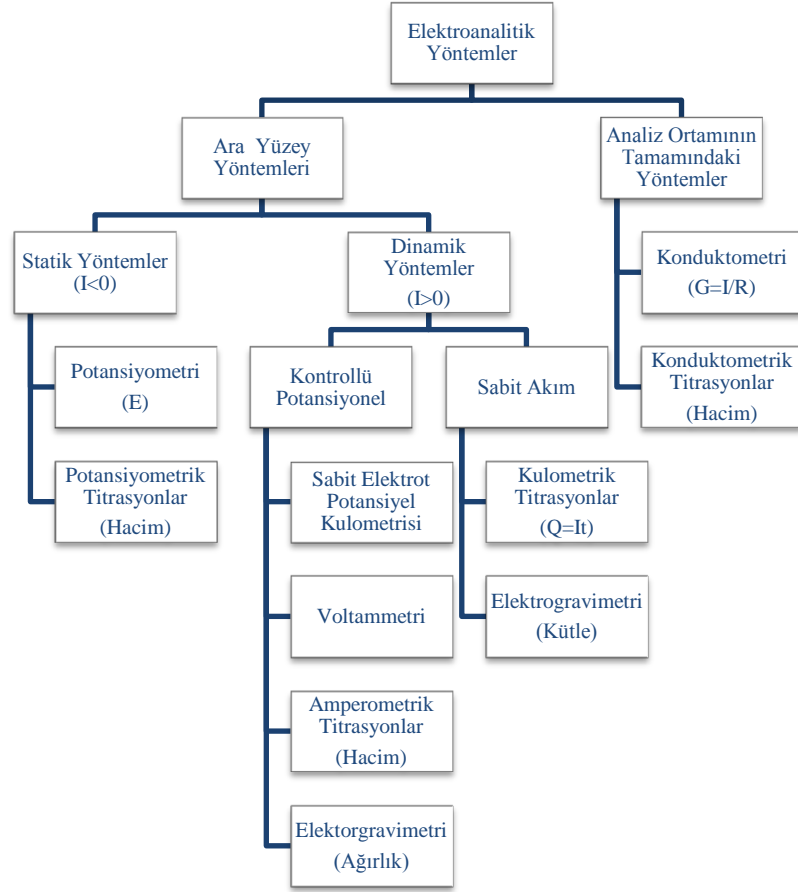 Elektroanalitik
Yöntemler
Ara Yüzey
Yöntemleri
Analiz Ortamının
Tamamındaki
Yöntemler
Statik Yöntemler
(I<0)
Dinamik
Yöntemler
(I>0)
Konduktometri
(G=I/R)
Potansiyometri
(E)
Kontrollü
Potansiyonel
Sabit Akım
Konduktometrik
Titrasyonlar
(Hacim)
Potansiyometrik
Titrasyonlar
(Hacim)
Sabit Elektrot
Potansiyel
Kulometrisi
Kulometrik
Titrasyonlar
(Q=It)
Voltammetri
Elektrogravimetri
(Kütle)
Amperometrik
Titrasyonlar
(Hacim)
Elektorgravimetri
(Ağırlık)